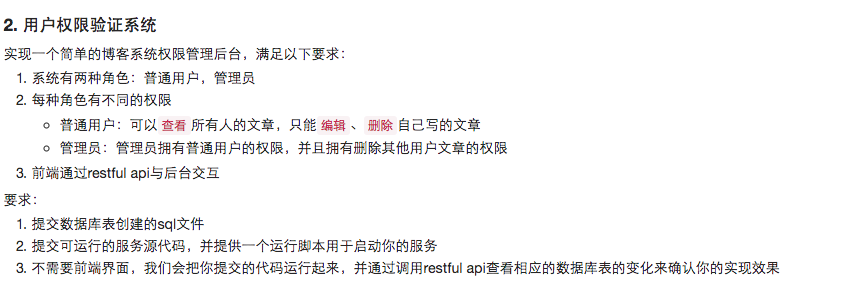 2. 用户权限验证系统
实现一个简单的博客系统权限管理后台，满足以下要求：
1. 系统有两种角色：普通用户，管理员
2. 每种角色有不同的权限
普通用户：可以 查看 所有人的文章，只能 编辑 、 删除 自己写的文章
管理员：管理员拥有普通用户的权限，并且拥有删除其他用户文章的权限
3. 前端通过restful api与后台交互
要求：
1. 提交数据库表创建的sql文件
2. 提交可运行的服务源代码，并提供一个运行脚本用于启动你的服务
3. 不需要前端界面，我们会把你提交的代码运行起来，并通过调用restful api查看相应的数据库表的变化来确认你的实现效果